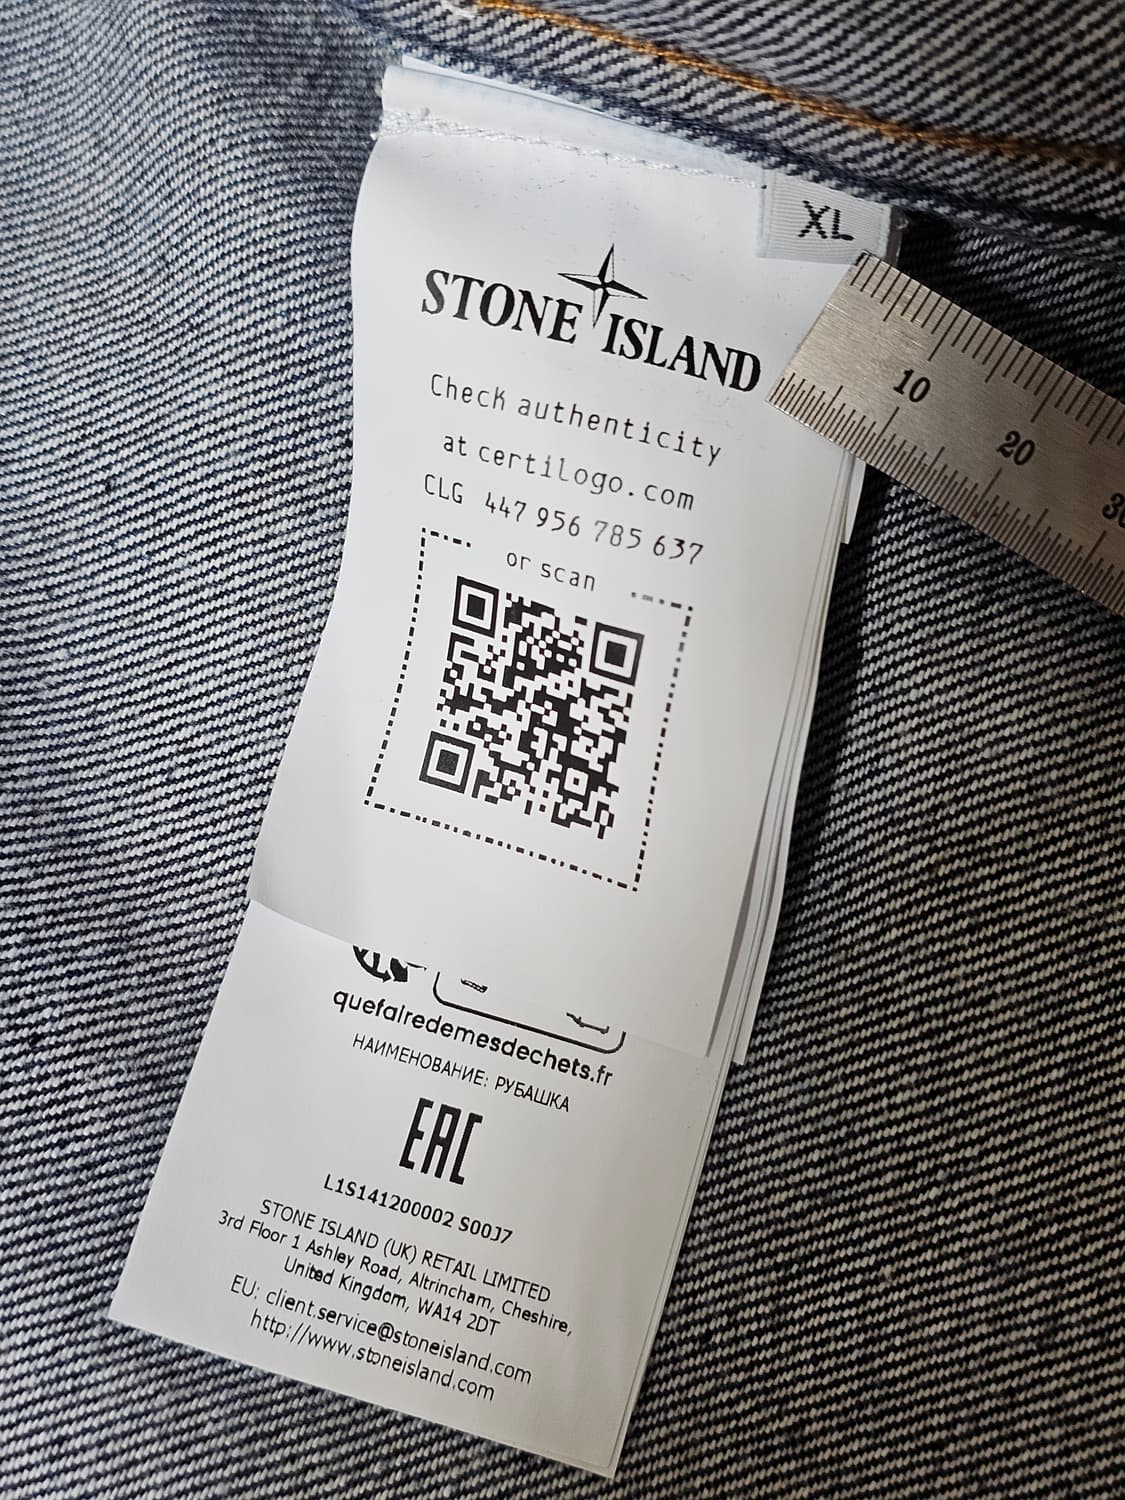 XL
STONE ISLAND
Check authenticity
at certilogo.com
CLG 447 956 785 637
or scan
10
20
quefairedemesdechets.fr
НАИМЕНОВАНИЕ: РУБАШКА
EAC
L1S141200002 S00J7
STONE ISLAND (UK) RETAIL LIMITED
3rd Floor 1 Ashley Road, Altrincham, Cheshire,
United Kingdom, WA14 2DT
EU: client.service@stoneisland.com
http://www.stoneisland.com